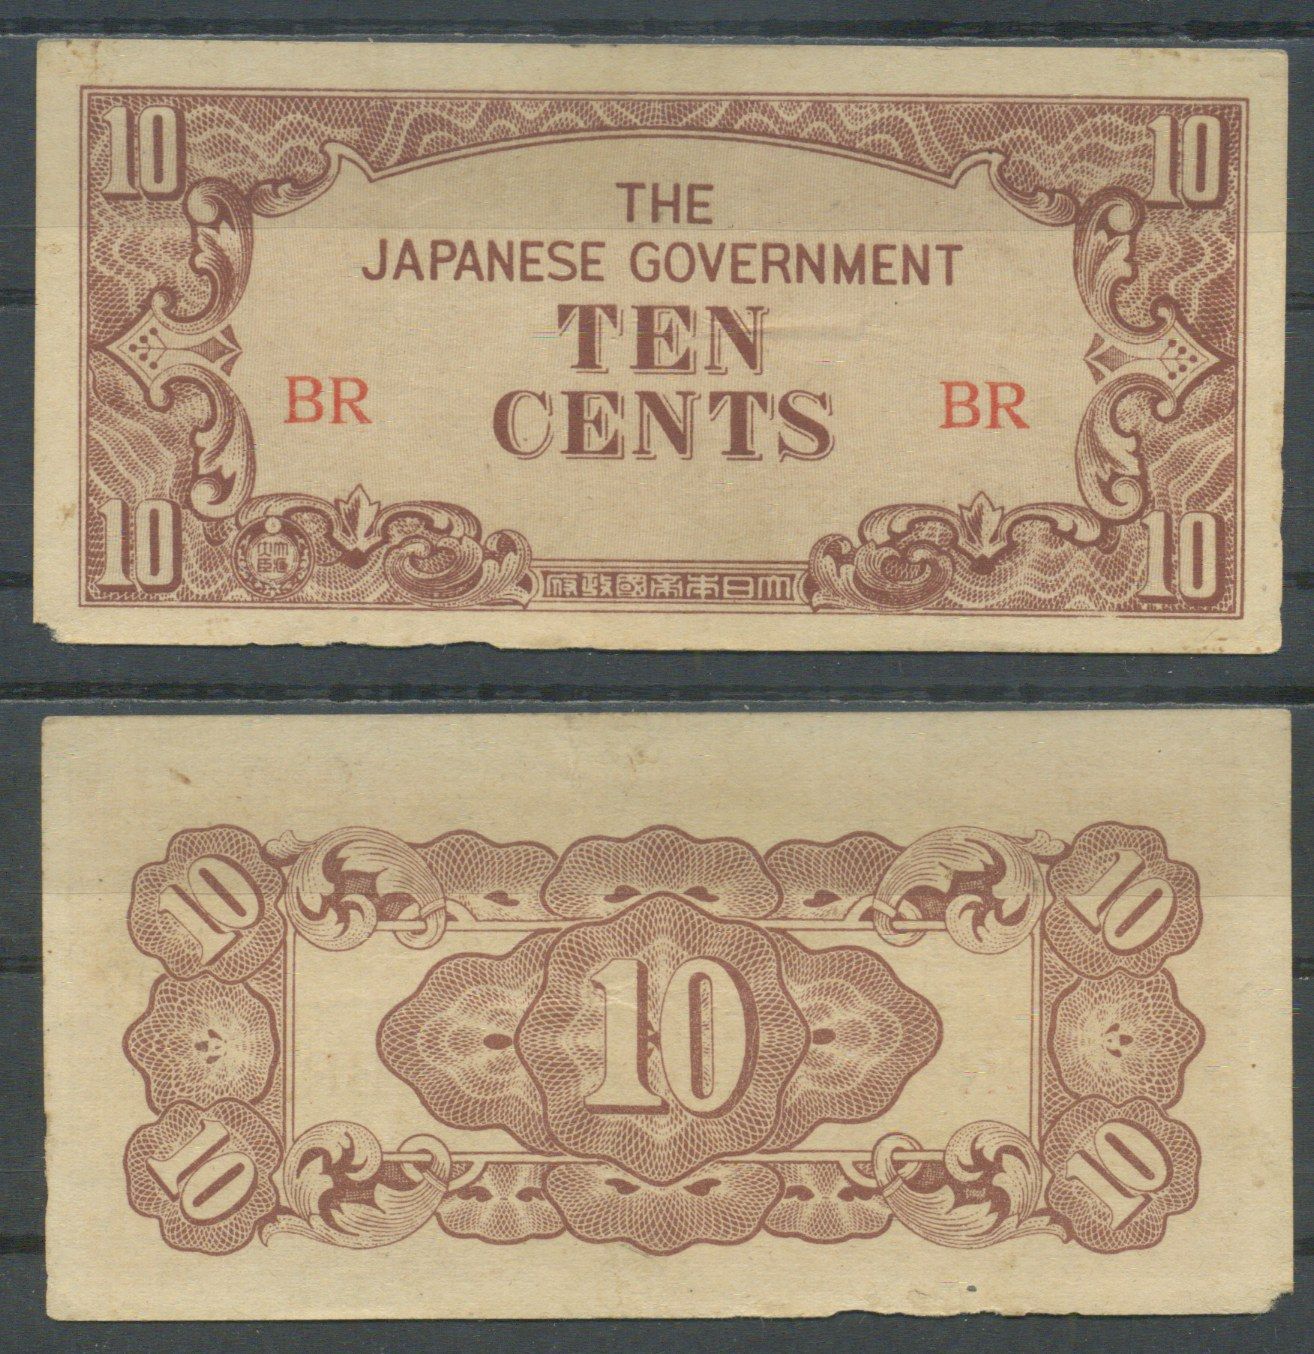 10 10
THE
JAPANESE GOVERNMENT
TEN
BR BR
CENTS
10 10
大日本帝國政府
10 10
10
10 10